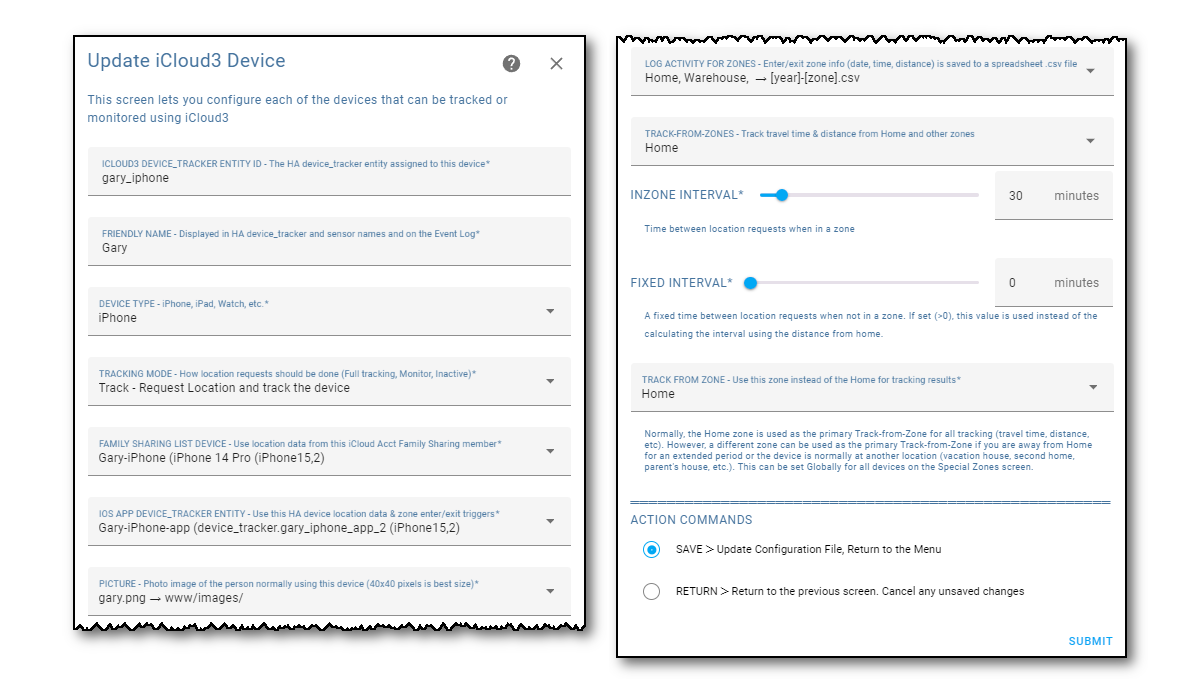 Update iCloud3 Device
This screen lets you configure each of the devices that can be tracked or
monitored using iCloud3
ICLOUD3 DEVICE_TRACKER ENTITY ID - The HA device_tracker entity assigned to this device*
gary_iphone
FRIENDLY NAME - Displayed in HA device_tracker and sensor names and on the Event Log*
Gary
DEVICE TYPE - iPhone, iPad, Watch, etc.*
iPhone
TRACKING MODE - How location requests should be done (Full tracking, Monitor, Inactive)*
Track - Request Location and track the device
FAMILY SHARING LIST DEVICE - Use location data from this iCloud Acct Family Sharing member*
Gary-iPhone (iPhone 14 Pro (iPhone15,2)
IOS APP DEVICE_TRACKER ENTITY - Use this HA device location data & zone enter/exit triggers*
Gary-iPhone-app (device_tracker.gary_iphone_app_2 (iPhone15,2)
PICTURE - Photo image of the person normally using this device (40x40 pixels is best size)*
gary.png → www/images/
LOG ACTIVITY FOR ZONES - Enter/exit zone info (date, time, distance) is saved to a spreadsheet .csv file
Home, Warehouse, → [year]-[zone].csv
TRACK-FROM-ZONES - Track travel time & distance from Home and other zones
Home
INZONE INTERVAL*
30 minutes
Time between location requests when in a zone
FIXED INTERVAL*
0 minutes
A fixed time between location requests when not in a zone. If set (>0), this value is used instead of the
calculating the interval using the distance from home.
TRACK FROM ZONE - Use this zone instead of the Home for tracking results*
Home
Normally, the Home zone is used as the primary Track-from-Zone for all tracking (travel time, distance,
etc). However, a different zone can be used as the primary Track-from-Zone if you are away from Home
for an extended period or the device is normally at another location (vacation house, second home,
parent's house, etc.). This can be set Globally for all devices on the Special Zones screen.
ACTION COMMANDS
SAVE > Update Configuration File, Return to the Menu
RETURN > Return to the previous screen. Cancel any unsaved changes
SUBMIT